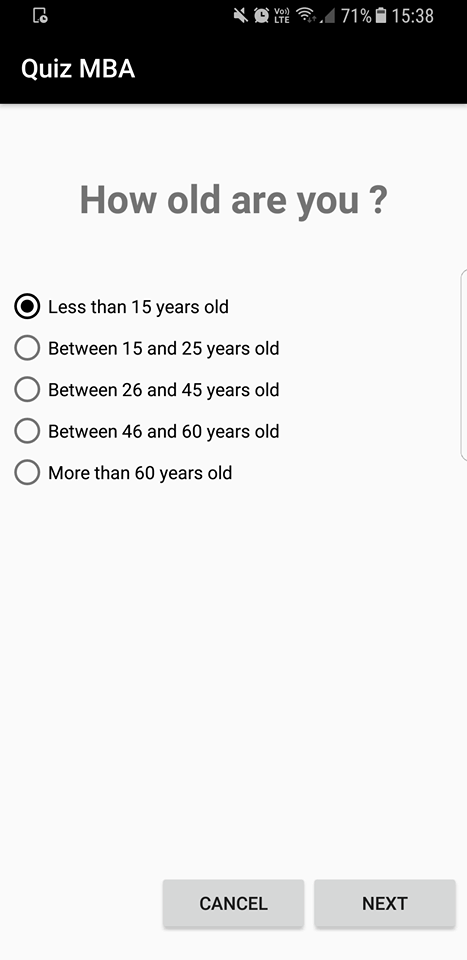 Vo)) LTE 71% 15:38
Quiz MBA
How old are you ?
Less than 15 years old
Between 15 and 25 years old
Between 26 and 45 years old
Between 46 and 60 years old
More than 60 years old
CANCEL NEXT